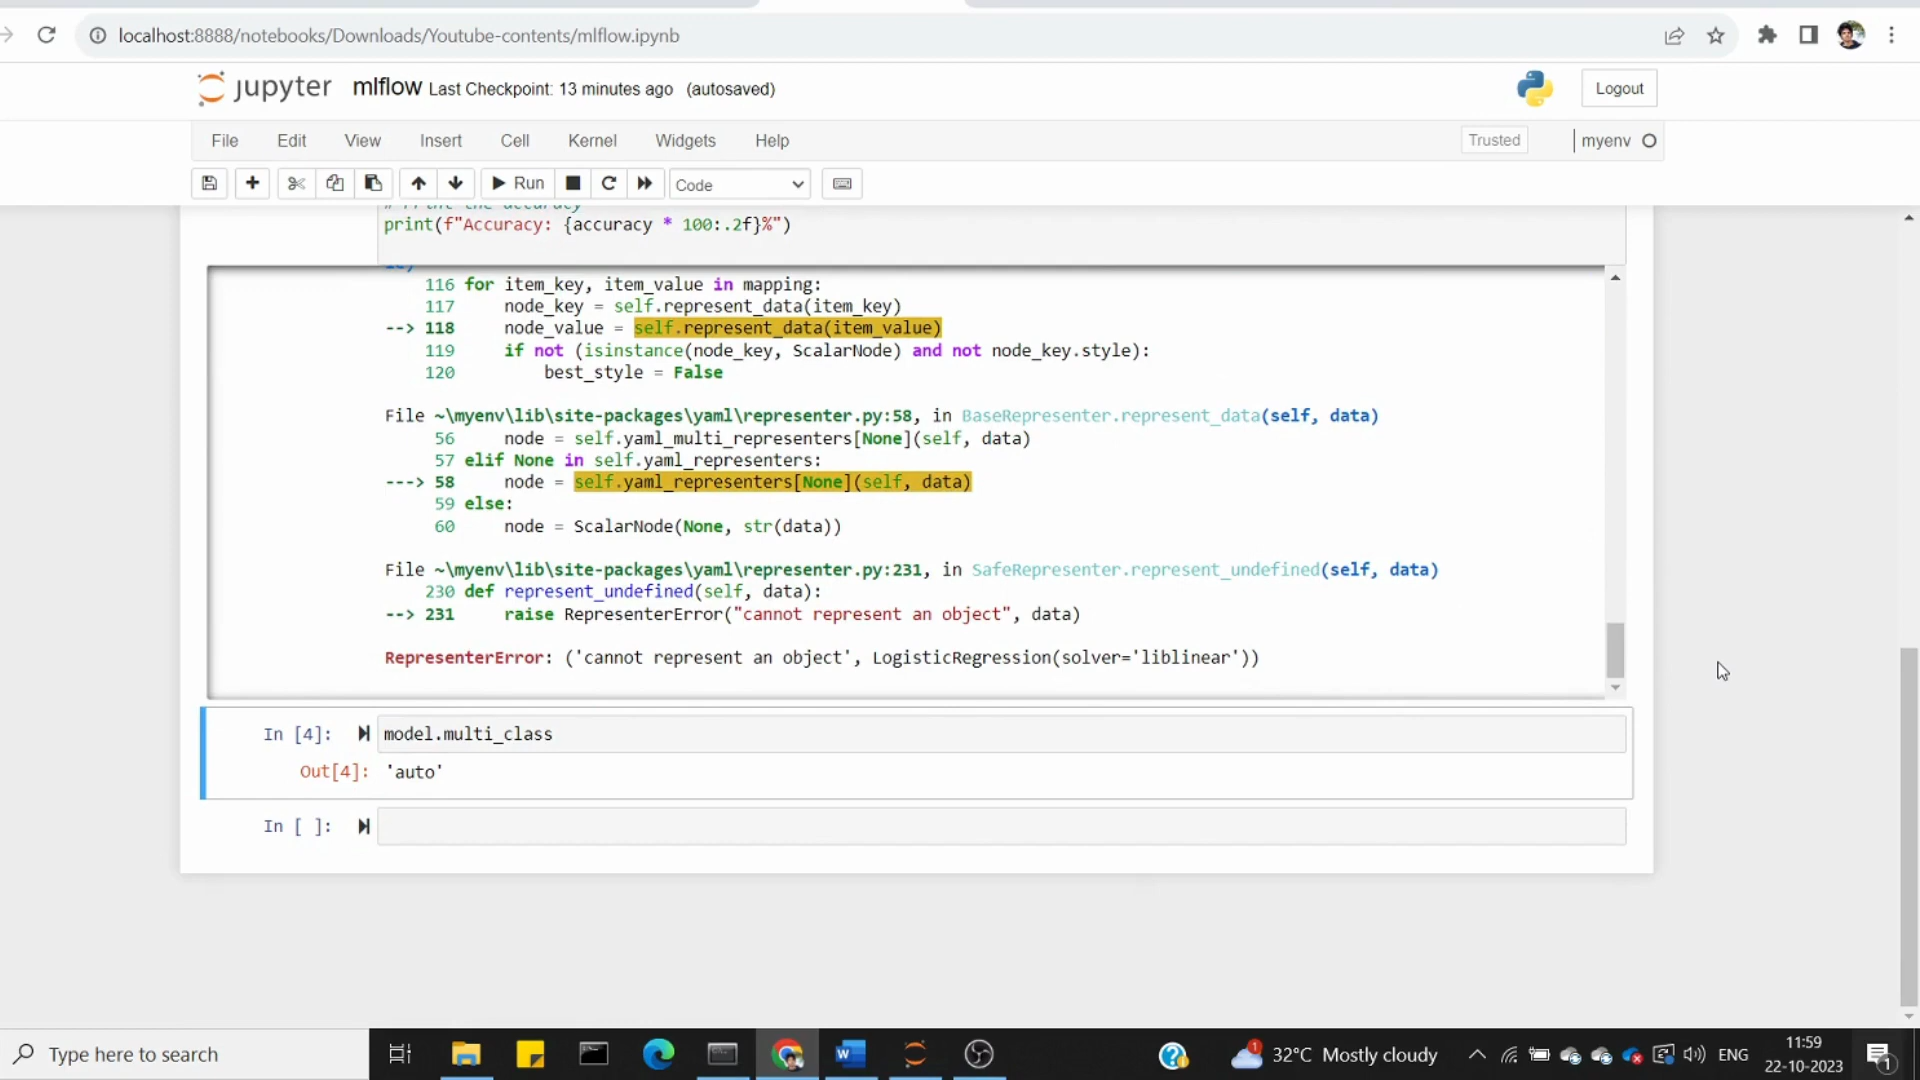 localhost:8888/notebooks/Downloads/Youtube-contents/mlflow.ipynb
jupyter mlflow Last Checkpoint: 13 minutes ago (autosaved)
Logout
File Edit View Insert Cell Kernel Widgets Help
Trusted
myenv
Run
Code
# Print the accuracy
print(f"Accuracy: {accuracy * 100:.2f}%")
116 for item_key, item_value in mapping:
117 node_key = self.represent_data(item_key)
--> 118 node_value = self.represent_data(item_value)
119 if not (isinstance(node_key, ScalarNode) and not node_key.style):
120 best_style = False
File ~\myenv\lib\site-packages\yaml\representer.py:58, in BaseRepresenter.represent_data(self, data)
56 node = self.yaml_multi_representers[None](self, data)
57 elif None in self.yaml_representers:
---> 58 node = self.yaml_representers[None](self, data)
59 else:
60 node = ScalarNode(None, str(data))
File ~\myenv\lib\site-packages\yaml\representer.py:231, in SafeRepresenter.represent_undefined(self, data)
230 def represent_undefined(self, data):
--> 231 raise RepresenterError("cannot represent an object", data)
RepresenterError: ('cannot represent an object', LogisticRegression(solver='liblinear'))
In [4]: model.multi_class
Out[4]: 'auto'
In [ ]:
Type here to search
1
32°C Mostly cloudy
ENG
11:59
22-10-2023
1